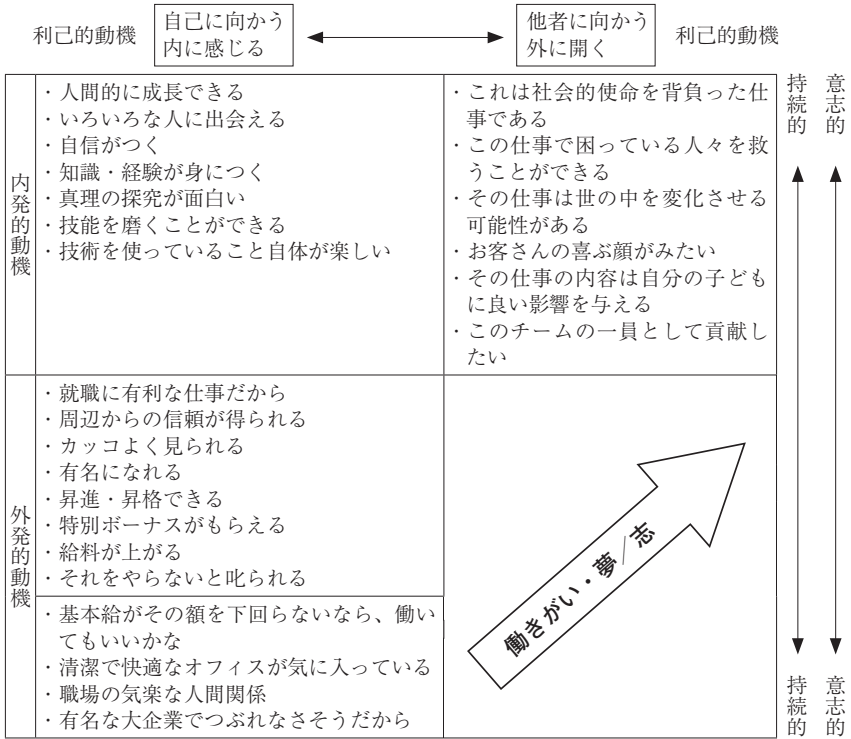 利己的動機
自己に向かう
内に感じる
他者に向かう
外に開く
利己的動機
内発的動機
・人間的に成長できる
・いろいろな人に出会える
・自信がつく
・知識・経験が身につく
・真理の探究が面白い
・技能を磨くことができる
・技術を使っていること自体が楽しい
・これは社会的使命を背負った仕
事である
・この仕事で困っている人々を救
うことができる
・その仕事は世の中を変化させる
可能性がある
・お客さんの喜ぶ顔がみたい
・その仕事の内容は自分の子ども
に良い影響を与える
・このチームの一員として貢献し
たい
持続的
意志的
外発的動機
・就職に有利な仕事だから
・周辺からの信頼が得られる
・カッコよく見られる
・有名になれる
・昇進・昇格できる
・特別ボーナスがもらえる
・給料が上がる
・それをやらないと叱られる
・基本給がその額を下回らないなら、働い
てもいいかな
・清潔で快適なオフィスが気に入っている
・職場の気楽な人間関係
・有名な大企業でつぶれなさそうだから
働きがい・夢/志
持続的
意志的